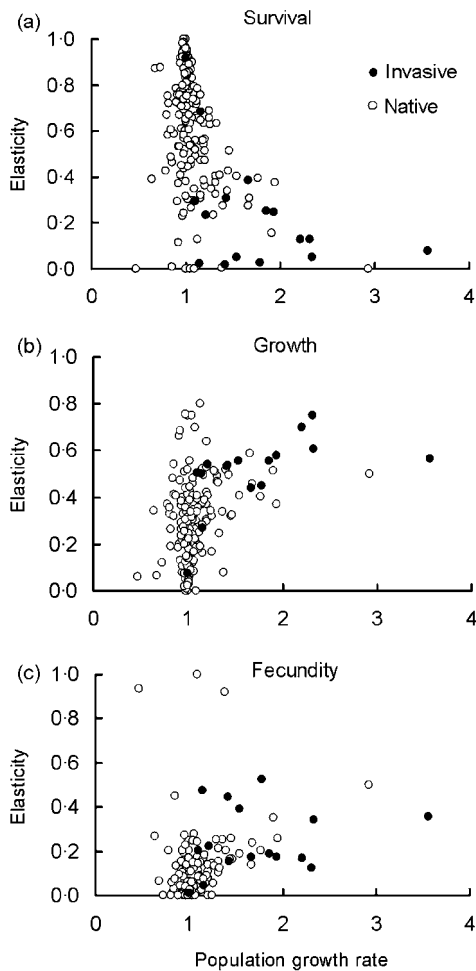 (a) Survival
1·0
0·8
0·6
0·4
0·2
0·0
Elasticity
Invasive
Native
0 1 2 3 4
(b) Growth
1·0
0·8
0·6
0·4
0·2
0·0
Elasticity
0 1 2 3 4
(c) Fecundity
1·0
0·8
0·6
0·4
0·2
0·0
Elasticity
0 1 2 3 4
Population growth rate